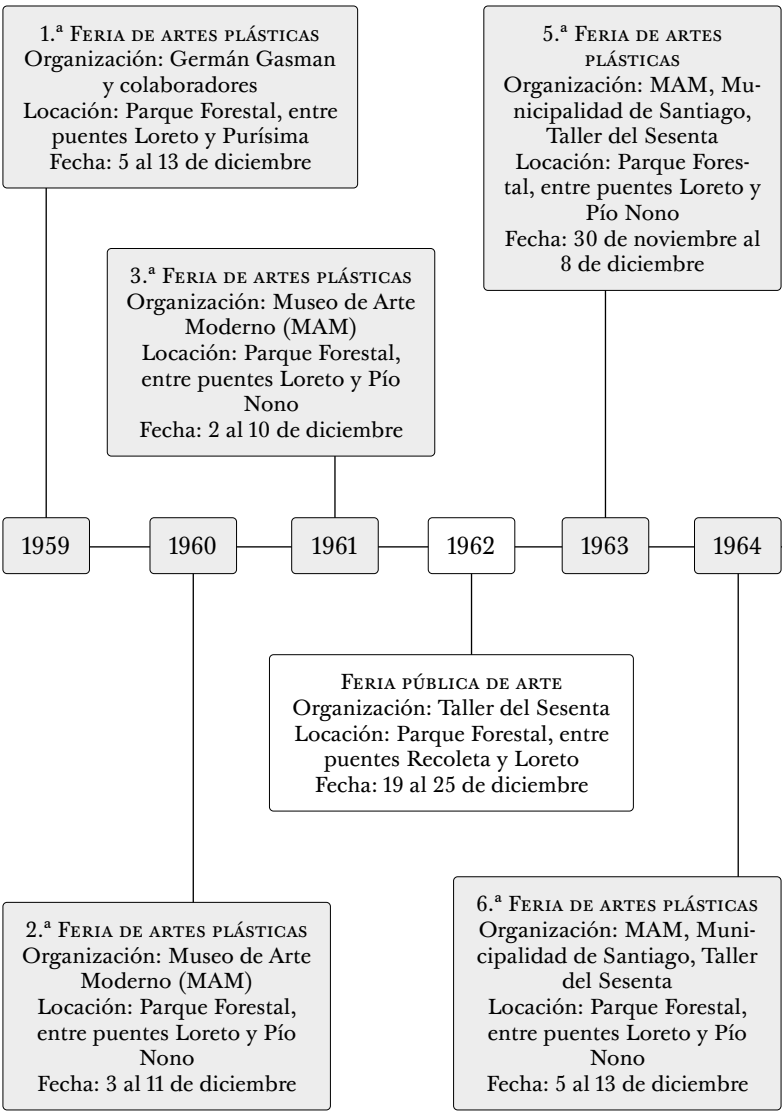 1.ª Feria de artes plásticas
Organización: Germán Gasman
y colaboradores
Locación: Parque Forestal, entre
puentes Loreto y Purísima
Fecha: 5 al 13 de diciembre
5.ª Feria de artes
plásticas
Organización: MAM, Mu-
nicipalidad de Santiago,
Taller del Sesenta
Locación: Parque Fores-
tal, entre puentes Loreto y
Pío Nono
Fecha: 30 de noviembre al
8 de diciembre
3.ª Feria de artes plásticas
Organización: Museo de Arte
Moderno (MAM)
Locación: Parque Forestal,
entre puentes Loreto y Pío
Nono
Fecha: 2 al 10 de diciembre
1959
1960
1961
1962
1963
1964
Feria pública de arte
Organización: Taller del Sesenta
Locación: Parque Forestal, entre
puentes Recoleta y Loreto
Fecha: 19 al 25 de diciembre
2.ª Feria de artes plásticas
Organización: Museo de Arte
Moderno (MAM)
Locación: Parque Forestal,
entre puentes Loreto y Pío
Nono
Fecha: 3 al 11 de diciembre
6.ª Feria de artes plásticas
Organización: MAM, Muni-
cipalidad de Santiago, Taller
del Sesenta
Locación: Parque Forestal,
entre puentes Loreto y Pío
Nono
Fecha: 5 al 13 de diciembre